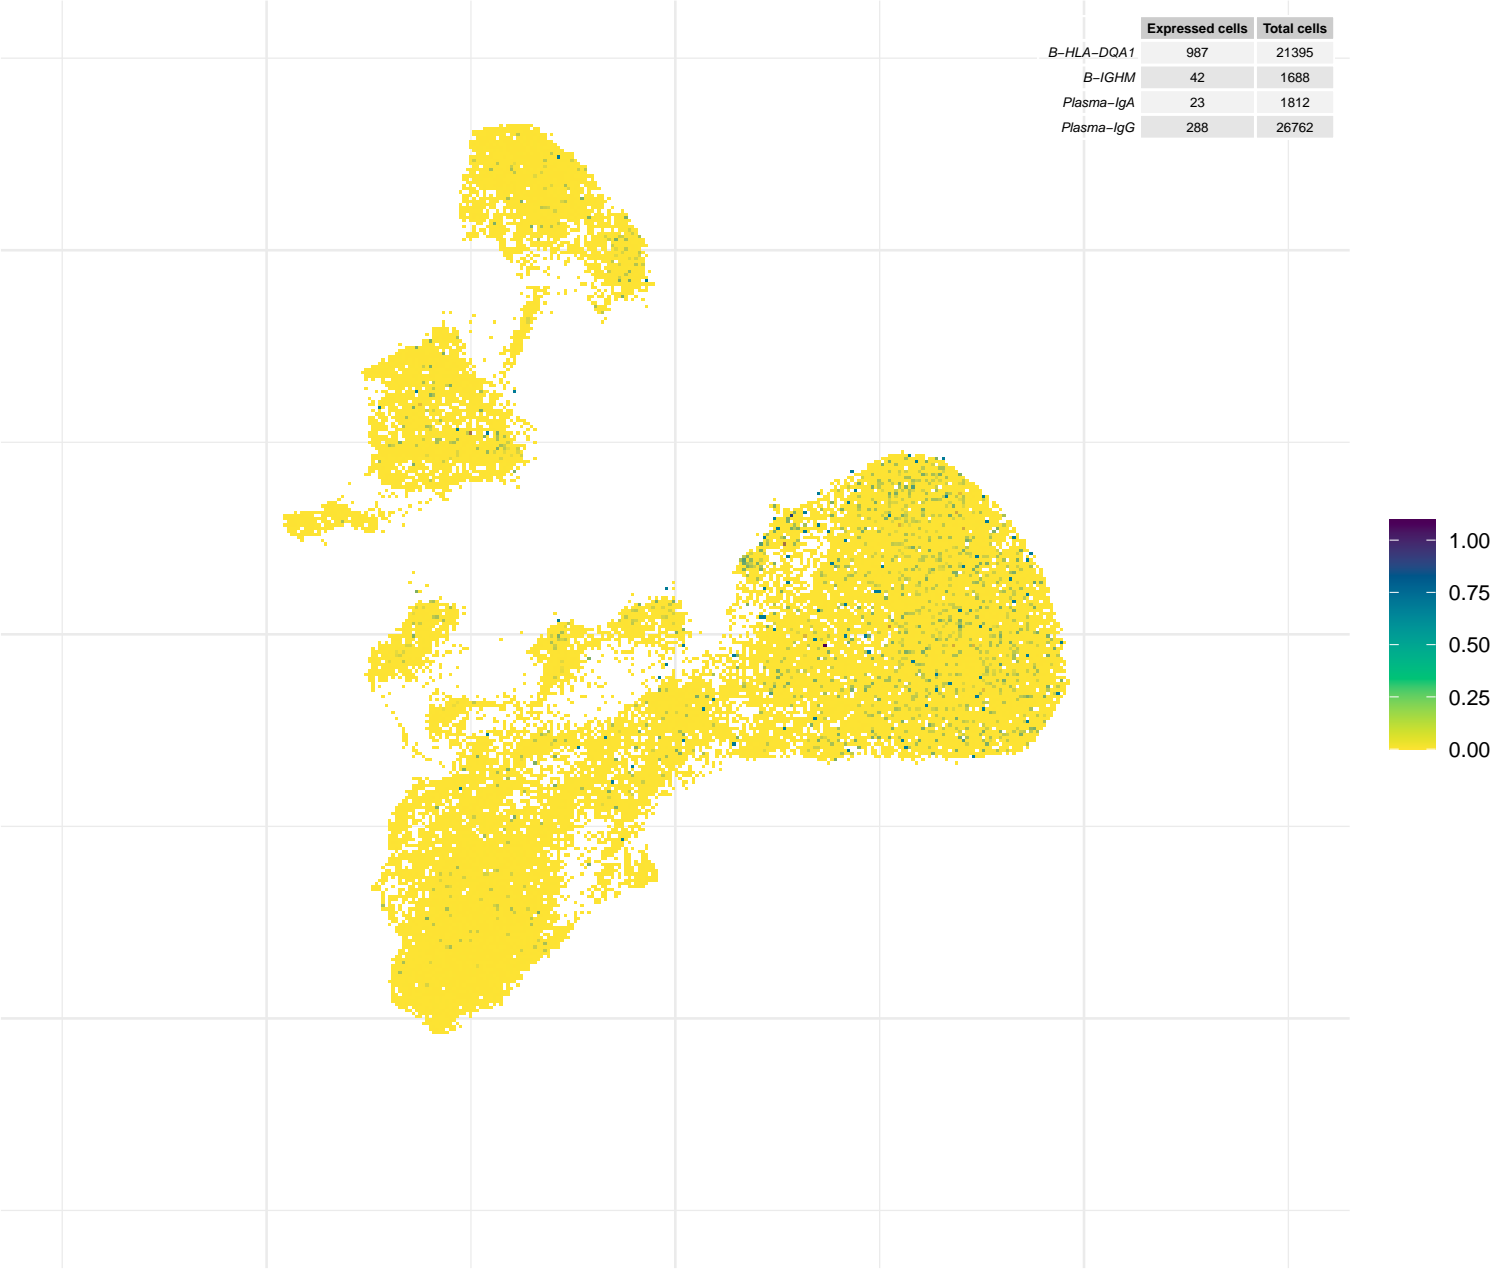 Expressed cells Total cells
B−HLA−DQA1 987 21395
B−IGHM 42 1688
Plasma−IgA 23 1812
Plasma−IgG 288 26762
1.00
0.75
0.50
0.25
0.00